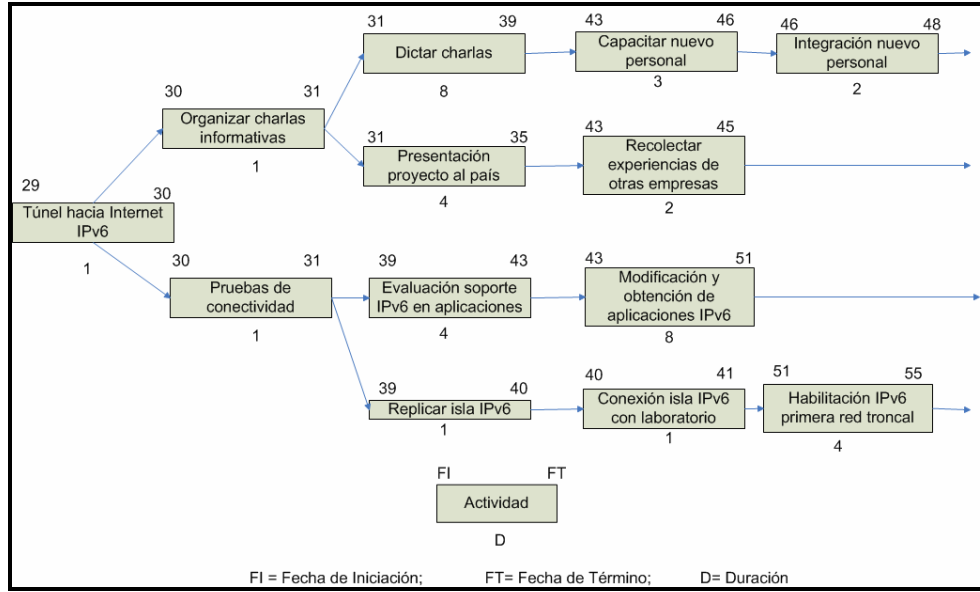 31 39
Dictar charlas
8
43 46
Capacitar nuevo
personal
3
46 48
Integración nuevo
personal
2
30 31
Organizar charlas
informativas
1
31 35
Presentación
proyecto al país
4
43 45
Recolectar
experiencias de
otras empresas
2
29 30
Túnel hacia Internet
IPv6
1
30 31
Pruebas de
conectividad
1
39 43
Evaluación soporte
IPv6 en aplicaciones
4
43 51
Modificación y
obtención de
aplicaciones IPv6
8
39 40
Replicar isla IPv6
1
40 41
Conexión isla IPv6
con laboratorio
1
51 55
Habilitación IPv6
primera red troncal
4
FI FT
Actividad
D
FI = Fecha de Iniciación; FT= Fecha de Término; D= Duración